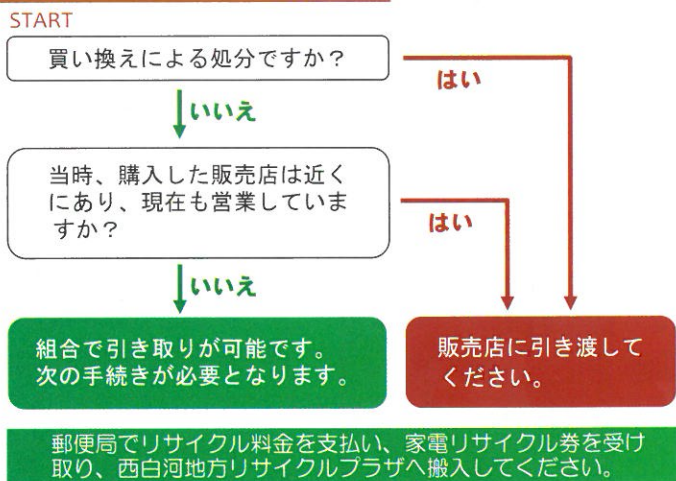 START
買い換えによる処分ですか？
はい
いいえ
当時、購入した販売店は近く
にあり、現在も営業していま
すか？
はい
いいえ
組合で引き取りが可能です。
次の手続きが必要となります。
販売店に引き渡して
ください。
郵便局でリサイクル料金を支払い、家電リサイクル券を受け
取り、西白河地方リサイクルプラザへ搬入してください。